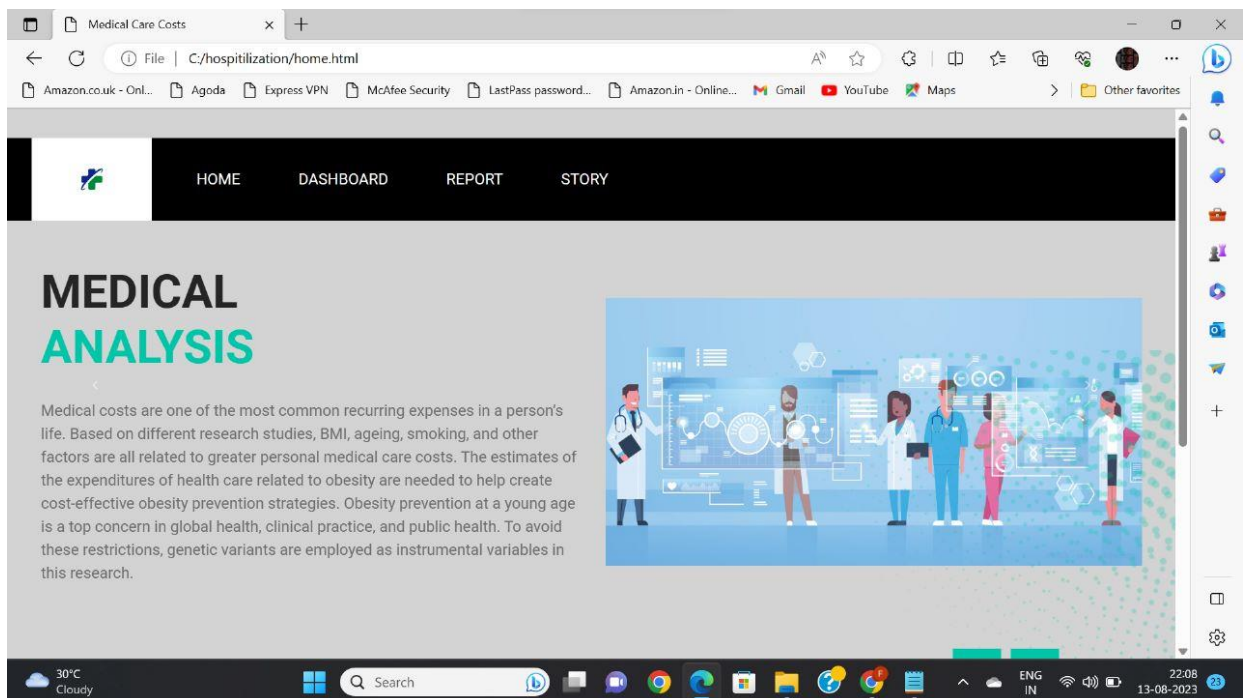 Medical Care Costs
File | C:/hospitilization/home.html
Amazon.co.uk - Onl... Agoda Express VPN McAfee Security LastPass password... Amazon.in - Online... Gmail YouTube Maps Other favorites
HOME DASHBOARD REPORT STORY
MEDICAL
ANALYSIS
Medical costs are one of the most common recurring expenses in a person's
life. Based on different research studies, BMI, ageing, smoking, and other
factors are all related to greater personal medical care costs. The estimates of
the expenditures of health care related to obesity are needed to help create
cost-effective obesity prevention strategies. Obesity prevention at a young age
is a top concern in global health, clinical practice, and public health. To avoid
these restrictions, genetic variants are employed as instrumental variables in
this research.
30°C
Cloudy
Search
ENG
IN
22:08
13-08-2023
23